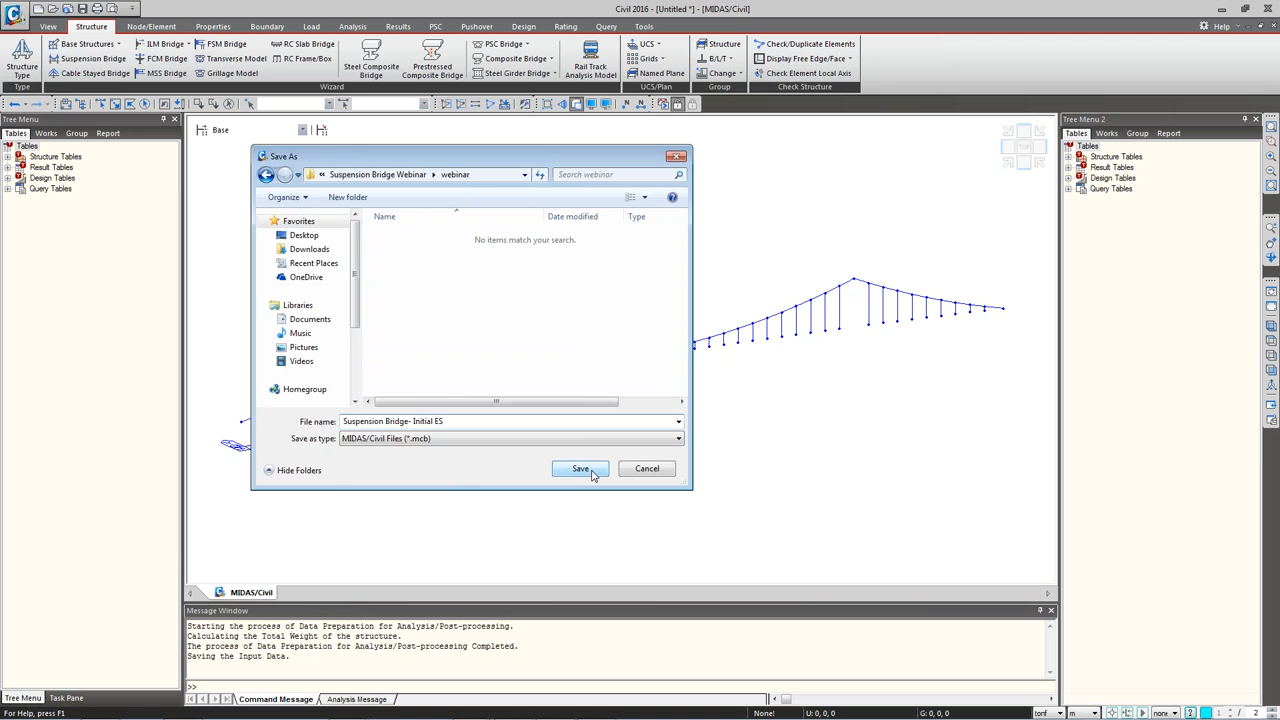 Civil 2016 - [Untitled *] - [MIDAS/Civil]
View Structure Node/Element Properties Boundary Load Analysis Results PSC Pushover Design Rating Query Tools Help
Structure Type
Type
Base Structures
Suspension Bridge
Cable Stayed Bridge
ILM Bridge
FCM Bridge
MSS Bridge
FSM Bridge
Transverse Model
Grillage Model
RC Slab Bridge
RC Frame/Box
Steel Composite Bridge
Prestressed Composite Bridge
PSC Bridge
Composite Bridge
Steel Girder Bridge
Rail Track Analysis Model
Wizard
UCS
Grids
Named Plane
UCS/Plan
Structure
B/L/T
Change
Group
Check/Duplicate Elements
Display Free Edge/Face
Check Element Local Axis
Check Structure
Tree Menu
Tables Works Group Report
Tables
Structure Tables
Result Tables
Design Tables
Query Tables
Base
TOP
Save As
« Suspension Bridge Webinar webinar
Search webinar
Organize New folder
Favorites
Desktop
Downloads
Recent Places
OneDrive
Libraries
Documents
Music
Pictures
Videos
Homegroup
Name Date modified Type
No items match your search.
File name: Suspension Bridge- Initial ES
Save as type: MIDAS/Civil Files (*.mcb)
Hide Folders
Save Cancel
Tree Menu 2
Tables Works Group Report
Tables
Structure Tables
Result Tables
Design Tables
Query Tables
MIDAS/Civil
Message Window
Starting the process of Data Preparation for Analysis/Post-processing.
Calculating the Total Weight of the structure.
The process of Data Preparation for Analysis/Post-processing Completed.
Saving the Input Data.
>>
Command Message Analysis Message
Tree Menu Task Pane
For Help, press F1
None! U: 0, 0, 0 G: 0, 0, 0 tonf m none ? 1 / 2